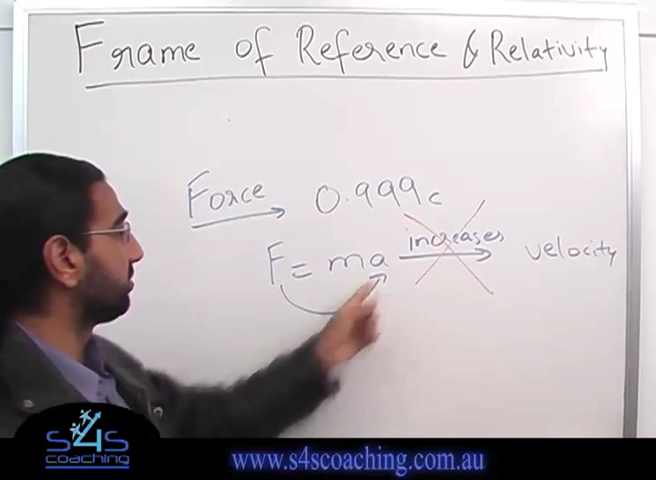 Frame of Reference & Relativity
Force 0.999c
F = ma increases velocity
S4S
coaching
www.s4scoaching.com.au